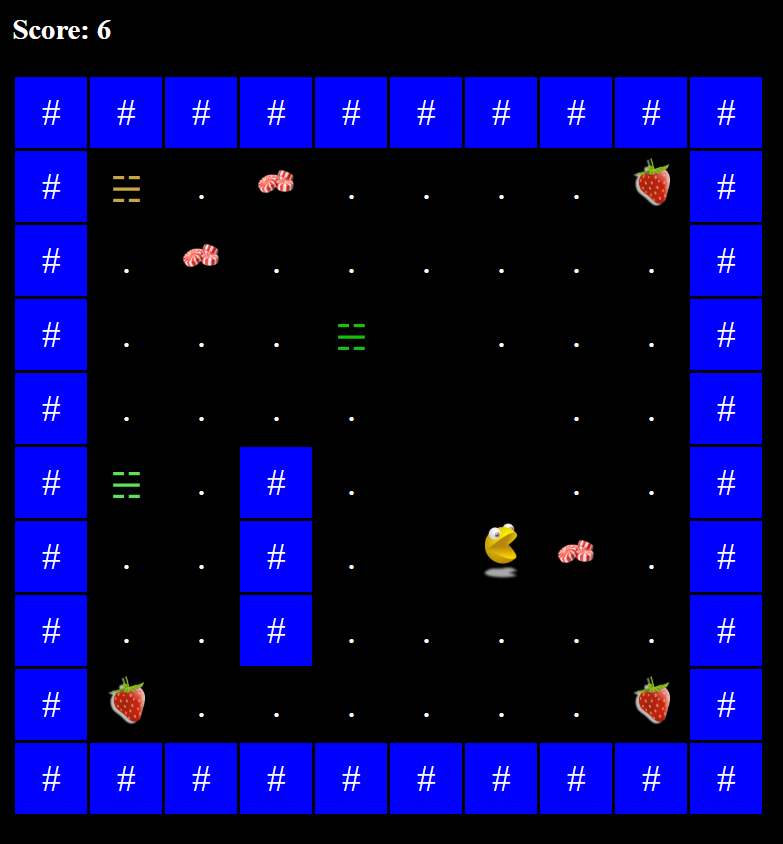 Score: 6
# # # # # # # # # #
# ☵ . . . . . #
# . . . . . . . #
# . . . ☵ . . . #
# . . . . . . #
# ☵ . # . . . #
# . . # . . #
# . . # . . . . . #
# . . . . . . #
# # # # # # # # # #